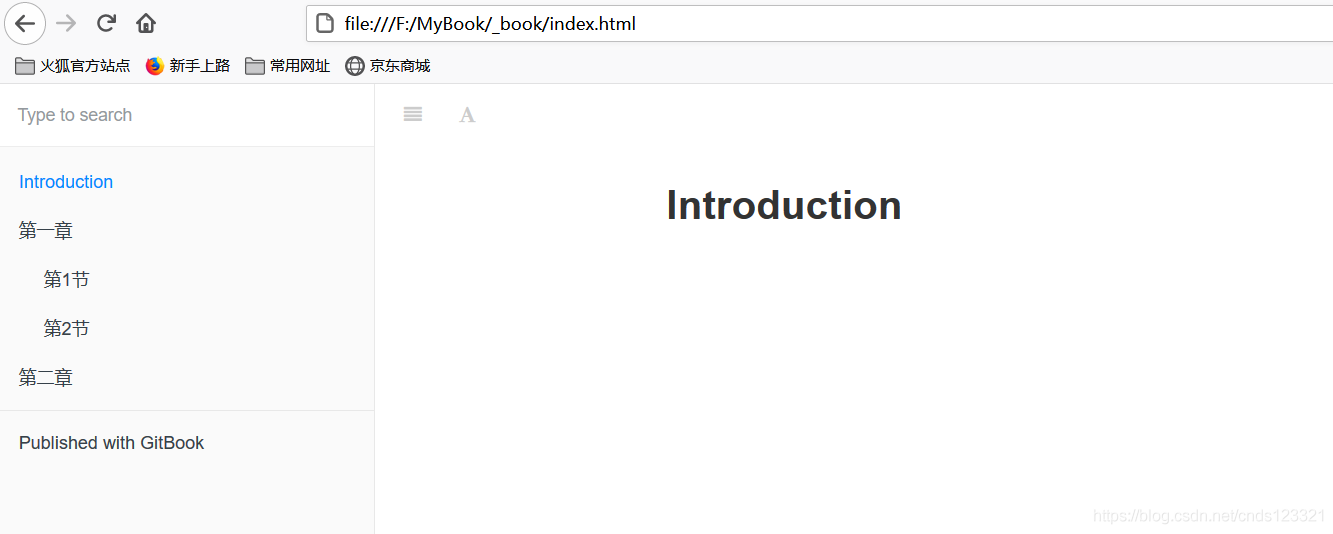 file:///F:/MyBook/_book/index.html
火狐官方站点 新手上路 常用网址 京东商城
Type to search
A
Introduction
Introduction
第一章
第1节
第2节
第二章
Published with GitBook
https://blog.csdn.net/cnds123321